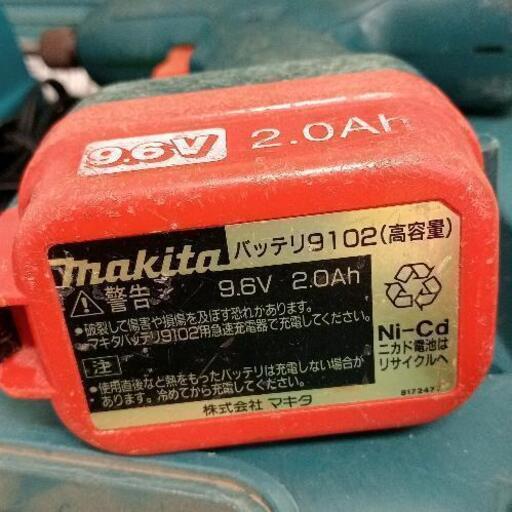 9.6V 2.0Ah
makita バッテリ9102(高容量)
⚠警告 9.6V 2.0Ah
●破裂して傷害や損傷を及ぼす恐れかあります。
●マキタバッテリ9102用急速充電器で充電してください。
注
●使用直後など熱をもったバッテリは充電しない場合が
あります。冷めてから充電してください。
株式会社 マキタ
Ni-Cd
ニカド電池は
リサイクルへ
817247